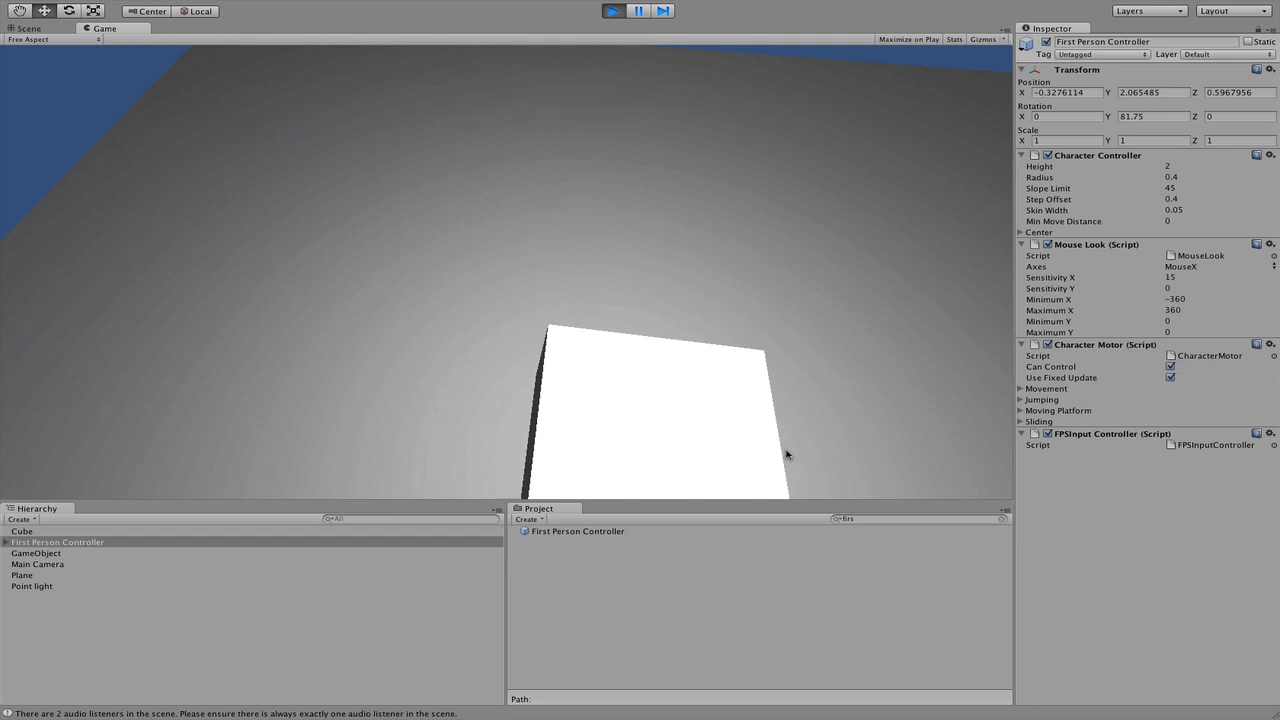 Center Local Layers Layout
Scene Game
Free Aspect Maximize on Play Stats Gizmos
Inspector
First Person Controller Static
Tag Untagged Layer Default
Transform
Position
X -0.3276114 Y 2.065485 Z 0.5967956
Rotation
X 0 Y 81.75 Z 0
Scale
X 1 Y 1 Z 1
Character Controller
Height 2
Radius 0.4
Slope Limit 45
Step Offset 0.4
Skin Width 0.05
Min Move Distance 0
Center
Mouse Look (Script)
Script MouseLook
Axes MouseX
Sensitivity X 15
Sensitivity Y 0
Minimum X -360
Maximum X 360
Minimum Y 0
Maximum Y 0
Character Motor (Script)
Script CharacterMotor
Can Control
Use Fixed Update
Movement
Jumping
Moving Platform
Sliding
FPSInput Controller (Script)
Script FPSInputController
Hierarchy
Create All
Cube
First Person Controller
GameObject
Main Camera
Plane
Point light
Project
Create firs
First Person Controller
Path:
There are 2 audio listeners in the scene. Please ensure there is always exactly one audio listener in the scene.